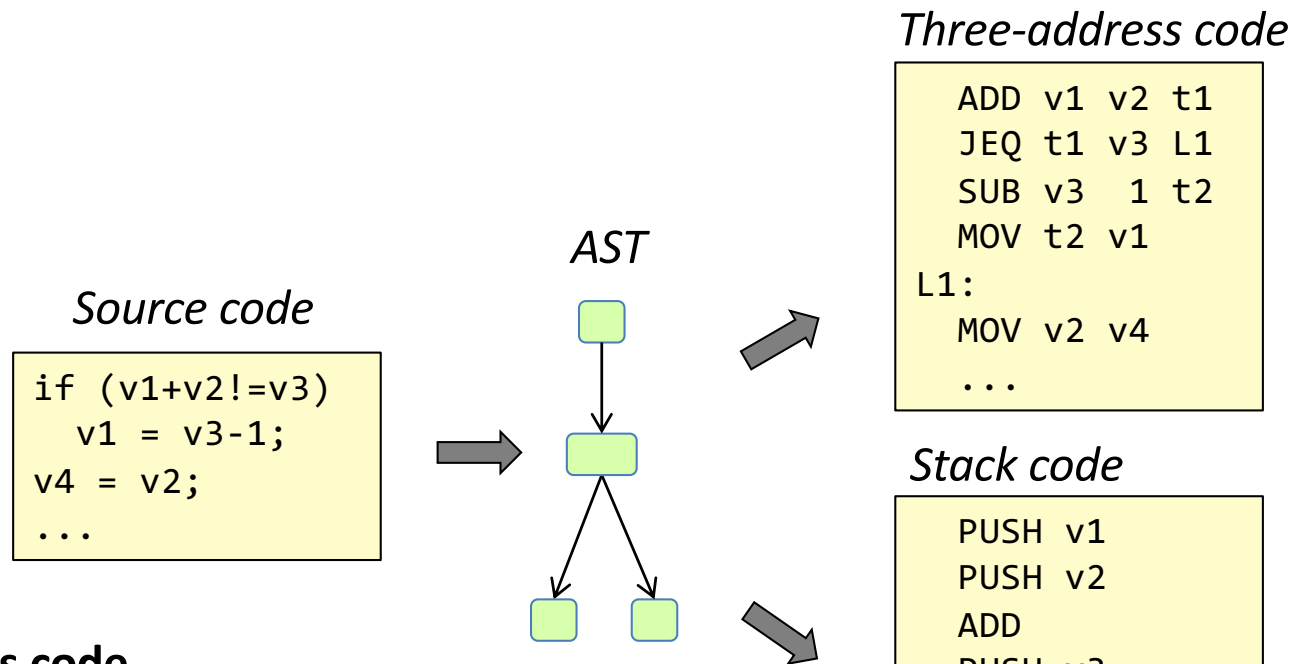 Three-address code
ADD v1 v2 t1
JEQ t1 v3 L1
SUB v3  1 t2
MOV t2 v1
L1:
MOV v2 v4
...
AST
Source code
if (v1+v2!=v3)
  v1 = v3-1;
v4 = v2;
...
Stack code
PUSH v1
PUSH v2
ADD
code